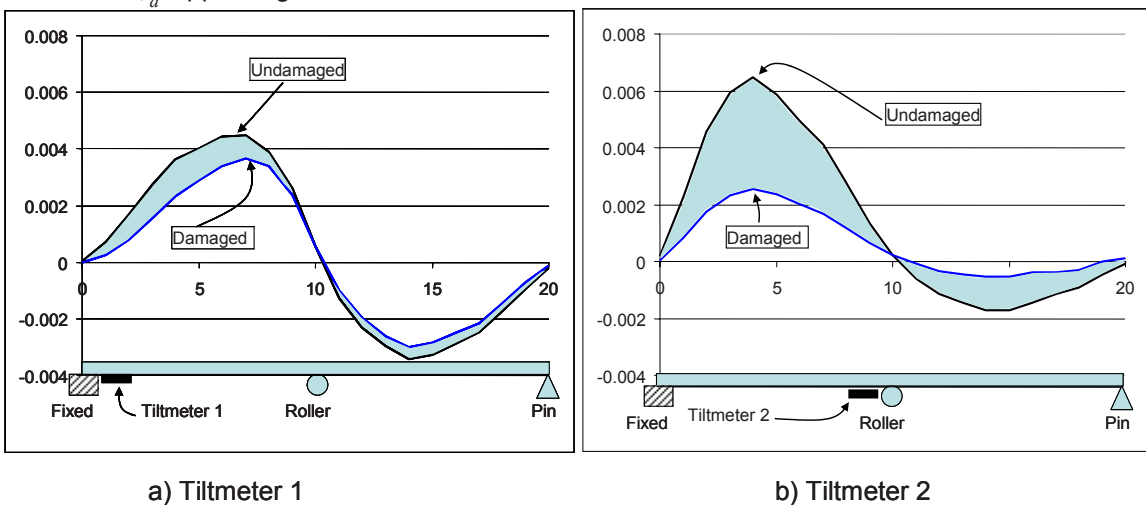 0.008
0.006
0.004
0.002
0
-0.002
-0.004
0
5
10
15
20
Undamaged
Damaged
Fixed
Tiltmeter 1
Roller
Pin
a) Tiltmeter 1
0.008
0.006
0.004
0.002
0
-0.002
-0.004
0
5
10
15
20
Undamaged
Damaged
Fixed
Tiltmeter 2
Roller
Pin
b) Tiltmeter 2